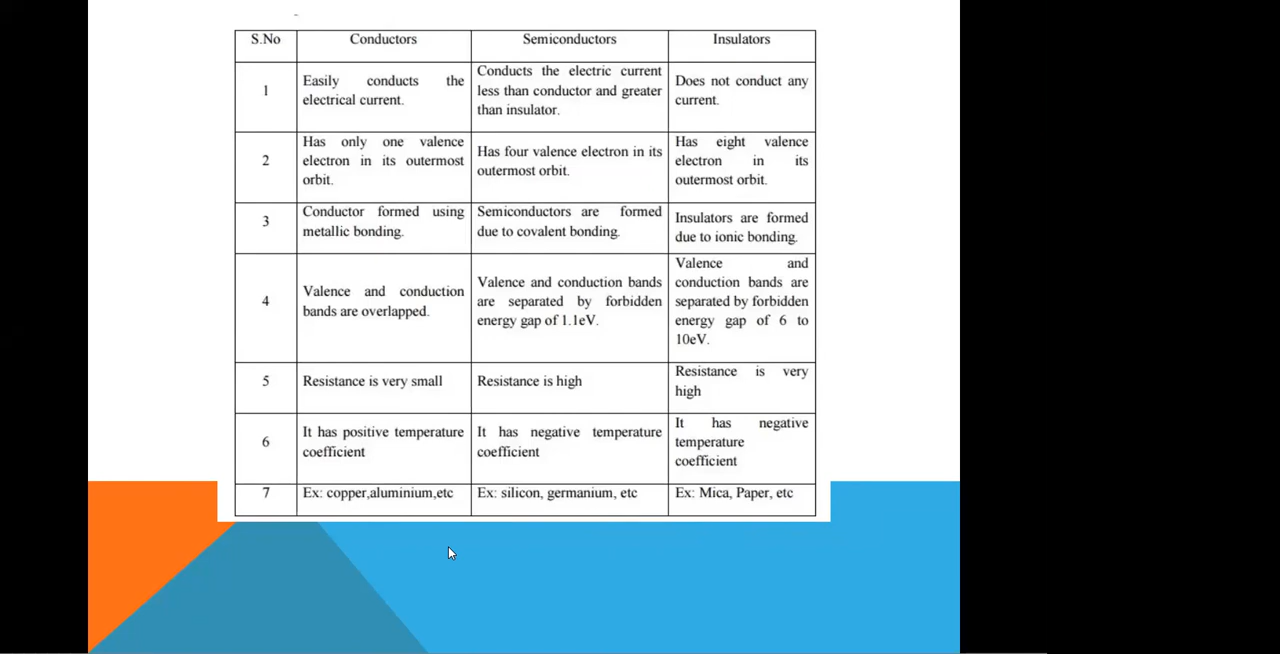 S.No Conductors Semiconductors Insulators
1
Easily conducts the
electrical current.
Conducts the electric current
less than conductor and greater
than insulator.
Does not conduct any
current.
2
Has only one valence
electron in its outermost
orbit.
Has four valence electron in its
outermost orbit.
Has eight valence
electron in its
outermost orbit.
3
Conductor formed using
metallic bonding.
Semiconductors are formed
due to covalent bonding.
Insulators are formed
due to ionic bonding.
4
Valence and conduction
bands are overlapped.
Valence and conduction bands
are separated by forbidden
energy gap of 1.1eV.
Valence and
conduction bands are
separated by forbidden
energy gap of 6 to
10eV.
5
Resistance is very small
Resistance is high
Resistance is very
high
6
It has positive temperature
coefficient
It has negative temperature
coefficient
It has negative
temperature
coefficient
7
Ex: copper,aluminium,etc
Ex: silicon, germanium, etc
Ex: Mica, Paper, etc